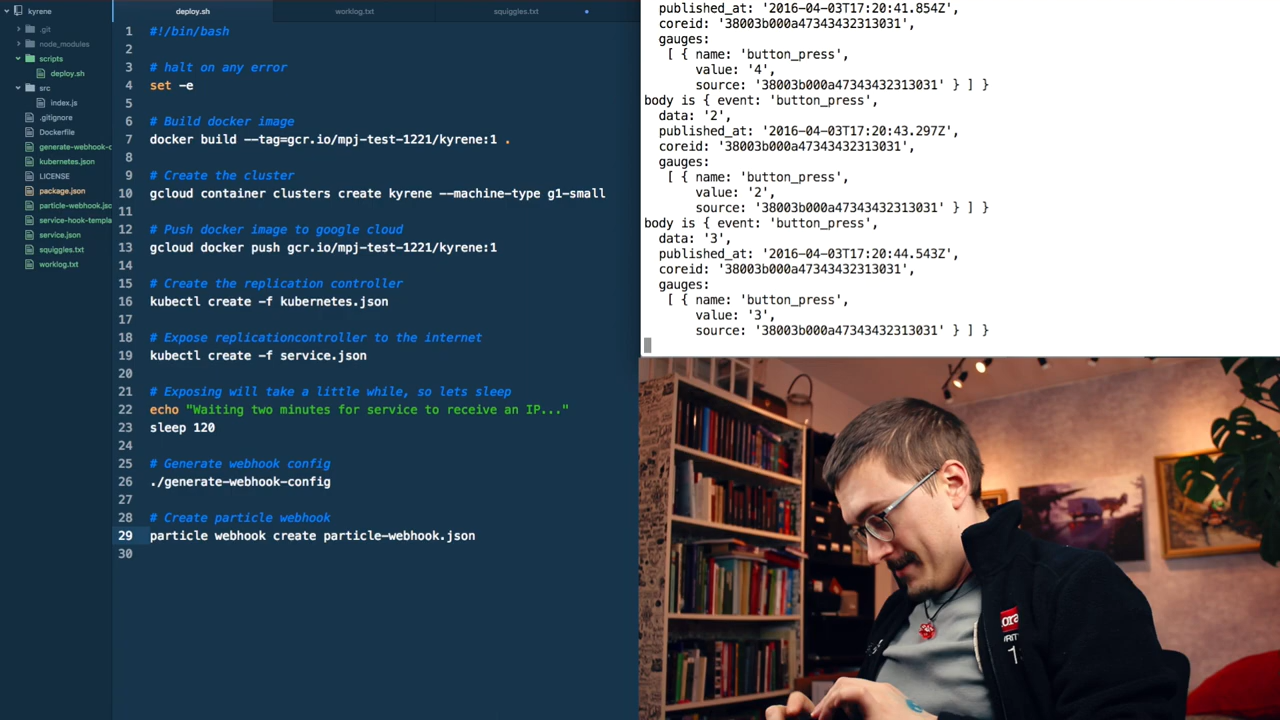 kyrene
.git
node_modules
scripts
deploy.sh
src
index.js
.gitignore
Dockerfile
generate-webhook-c
kubernetes.json
LICENSE
package.json
particle-webhook.jsc
service-hook-templa
service.json
squiggles.txt
worklog.txt
deploy.sh
worklog.txt
squiggles.txt
1 #!/bin/bash
2
3 # halt on any error
4 set -e
5
6 # Build docker image
7 docker build --tag=gcr.io/mpj-test-1221/kyrene:1 .
8
9 # Create the cluster
10 gcloud container clusters create kyrene --machine-type g1-small
11
12 # Push docker image to google cloud
13 gcloud docker push gcr.io/mpj-test-1221/kyrene:1
14
15 # Create the replication controller
16 kubectl create -f kubernetes.json
17
18 # Expose replicationcontroller to the internet
19 kubectl create -f service.json
20
21 # Exposing will take a little while, so lets sleep
22 echo "Waiting two minutes for service to receive an IP..."
23 sleep 120
24
25 # Generate webhook config
26 ./generate-webhook-config
27
28 # Create particle webhook
29 particle webhook create particle-webhook.json
30
published_at: '2016-04-03T17:20:41.854Z',
coreid: '38003b000a47343432313031',
gauges:
[ { name: 'button_press',
value: '4',
source: '38003b000a47343432313031' } ] }
body is { event: 'button_press',
data: '2',
published_at: '2016-04-03T17:20:43.297Z',
coreid: '38003b000a47343432313031',
gauges:
[ { name: 'button_press',
value: '2',
source: '38003b000a47343432313031' } ] }
body is { event: 'button_press',
data: '3',
published_at: '2016-04-03T17:20:44.543Z',
coreid: '38003b000a47343432313031',
gauges:
[ { name: 'button_press',
value: '3',
source: '38003b000a47343432313031' } ] }